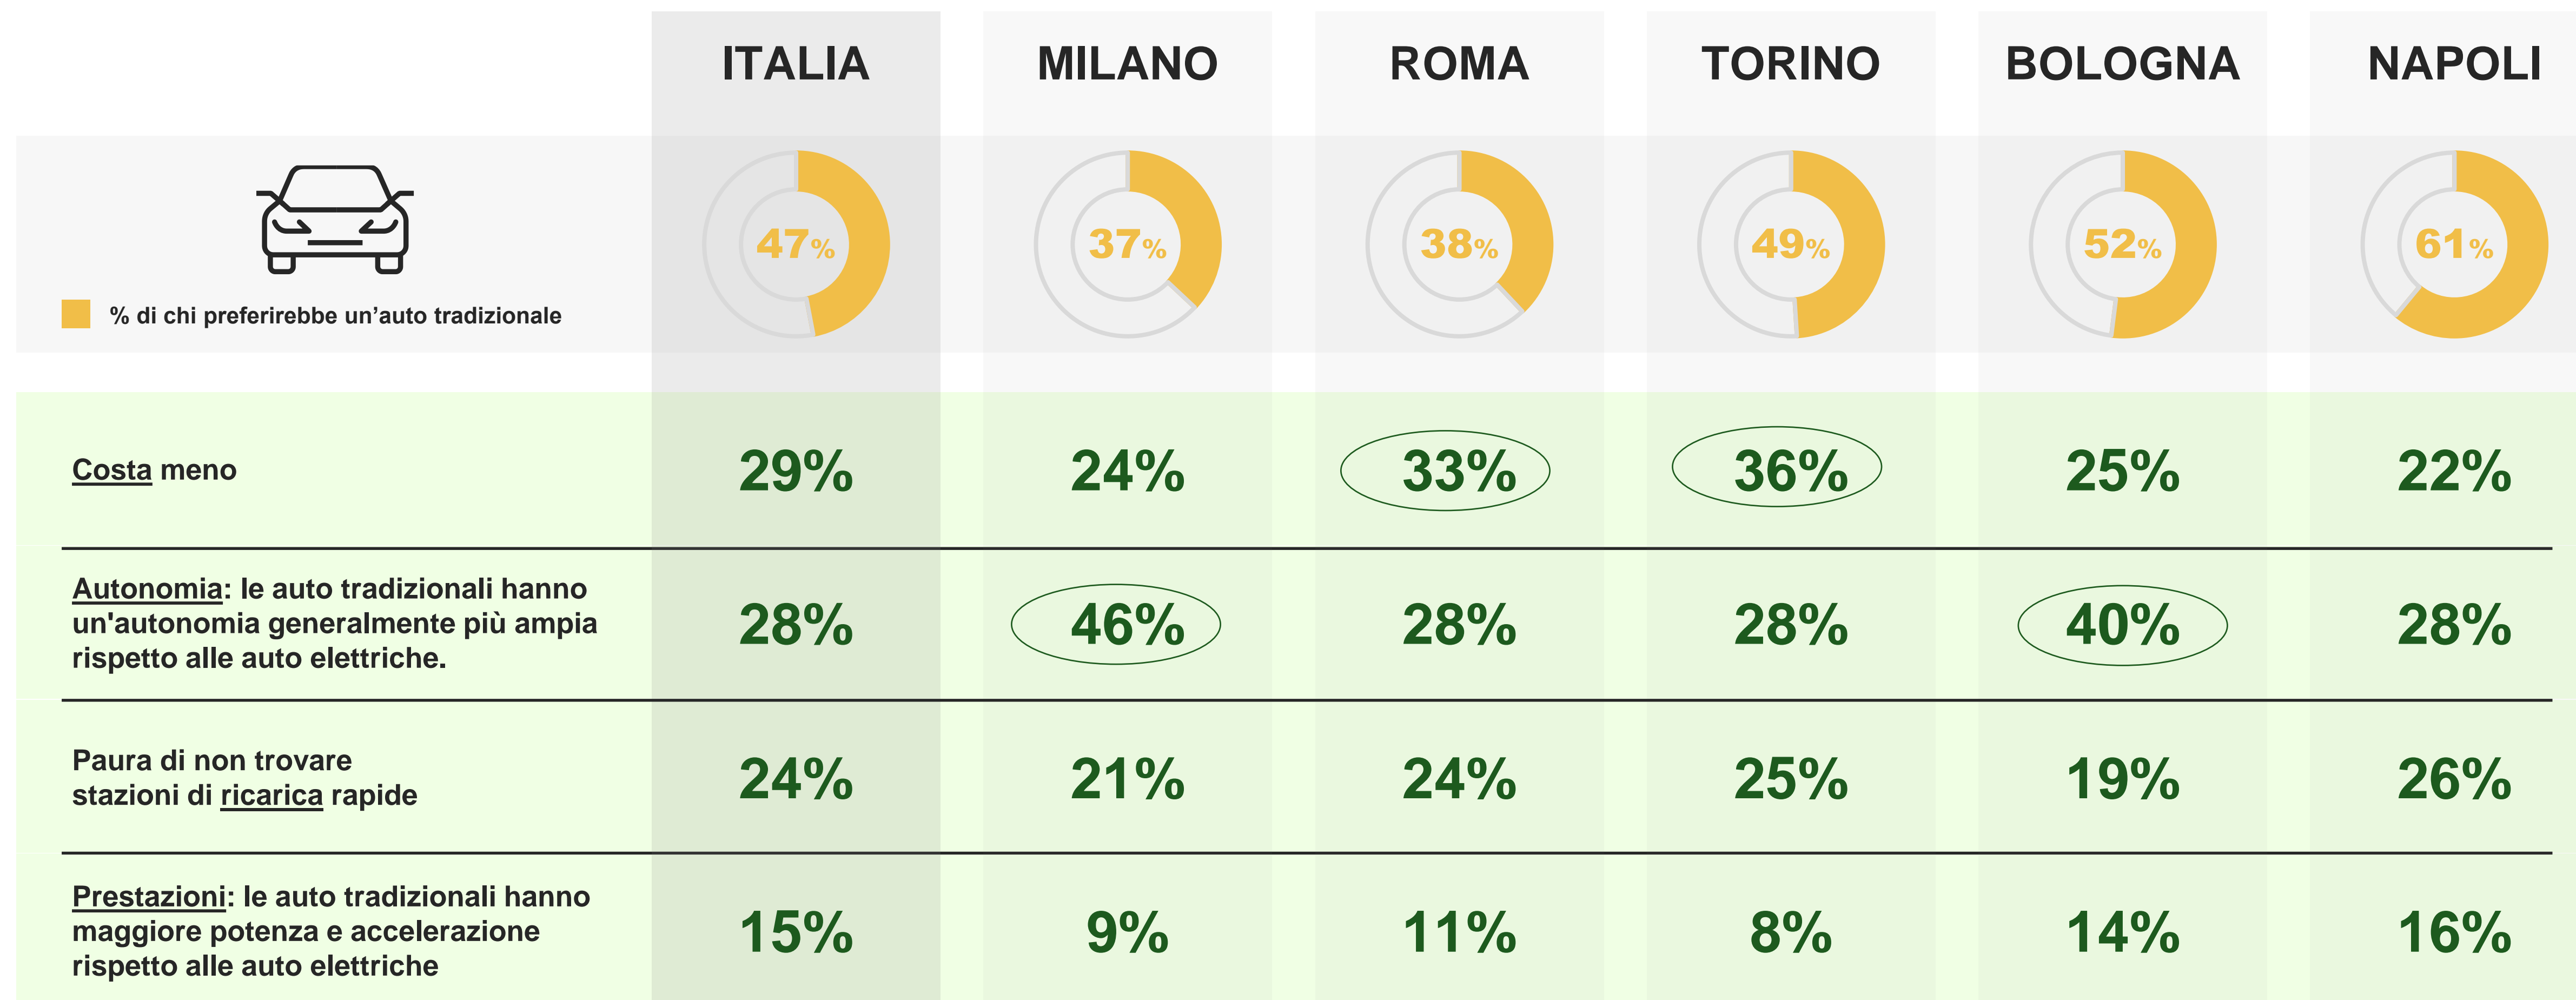 ITALIA MILANO ROMA TORINO BOLOGNA NAPOLI
47% 37% 38% 49% 52% 61%
% di chi preferirebbe un’auto tradizionale
Costa meno 29% 24% 33% 36% 25% 22%
Autonomia: le auto tradizionali hanno
un'autonomia generalmente più ampia
rispetto alle auto elettriche.
28% 46% 28% 28% 40% 28%
Paura di non trovare
stazioni di ricarica rapide
24% 21% 24% 25% 19% 26%
Prestazioni: le auto tradizionali hanno
maggiore potenza e accelerazione
rispetto alle auto elettriche
15% 9% 11% 8% 14% 16%